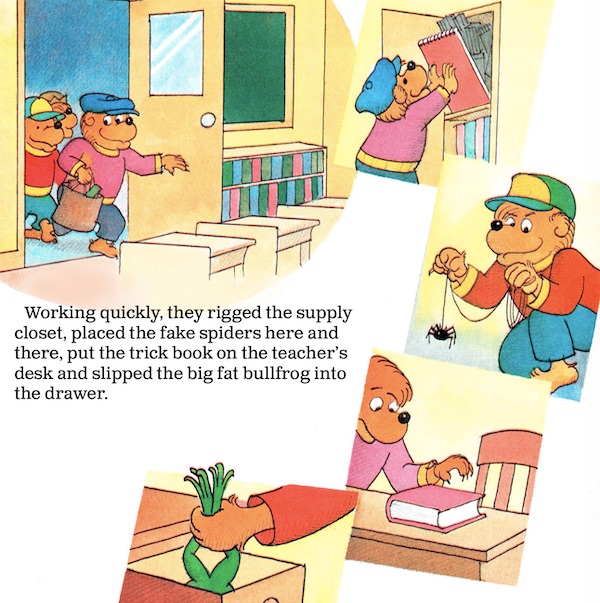 Working quickly, they rigged the supply
closet, placed the fake spiders here and
there, put the trick book on the teacher's
desk and slipped the big fat bullfrog into
the drawer.